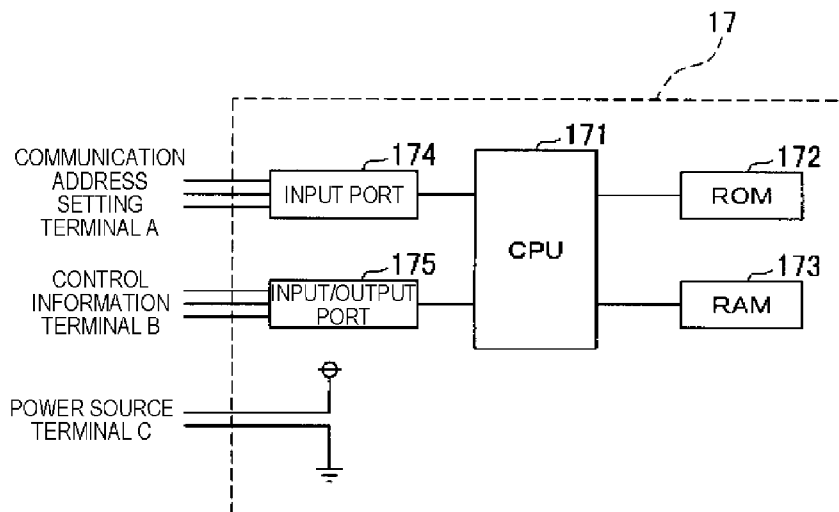 17
COMMUNICATION
ADDRESS
SETTING
TERMINAL A
174
INPUT PORT
171
CPU
172
ROM
CONTROL
INFORMATION
TERMINAL B
175
INPUT/OUTPUT
PORT
173
RAM
POWER SOURCE
TERMINAL C